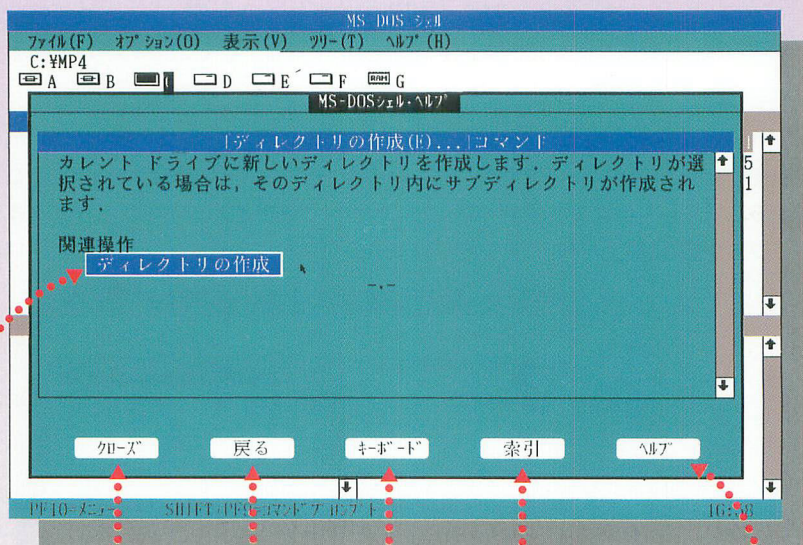 MS-DOS シェル
ファイル(F) オプション(O) 表示(V) ツリー(T) ヘルプ(H)
C:¥MP4
A B C D E F RAM G
MS-DOSシェル・ヘルプ
[ディレクトリの作成(E)...]コマンド
カレント ドライブに新しいディレクトリを作成します．ディレクトリが選
択されている場合は，そのディレクトリ内にサブディレクトリが作成され
ます．
関連操作
ディレクトリの作成
-.-
5
1
クローズ 戻る キーボード 索引 ヘルプ
PF10=メニュー SHIFT+PF9=コマンド プロンプト 16:58